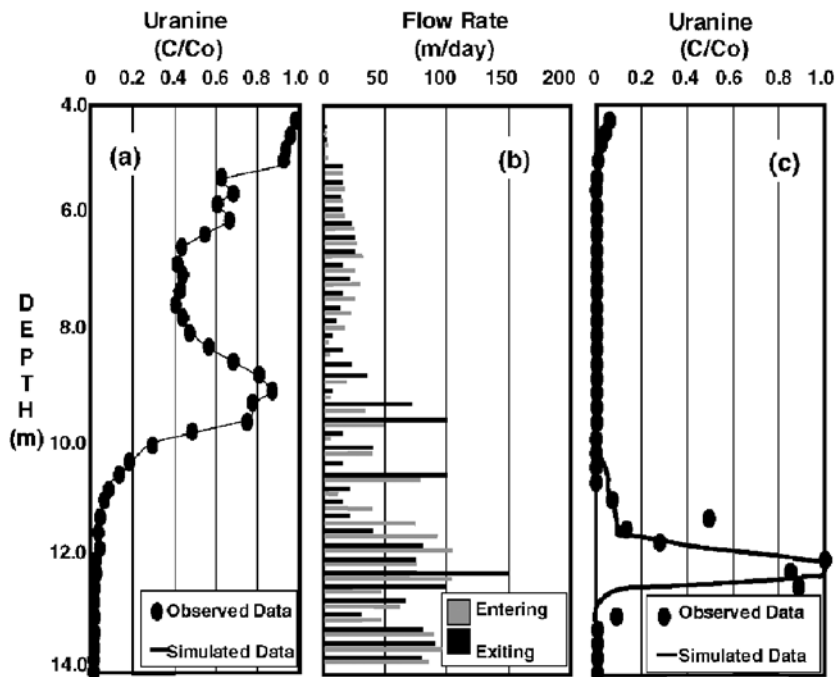 Uranine
(C/Co)
0 0.2 0.4 0.6 0.8 1.0
Flow Rate
(m/day)
0 50 100 150 200
Uranine
(C/Co)
0 0.2 0.4 0.6 0.8 1.0
4.0
6.0
8.0
10.0
12.0
14.0
DEPTH
(m)
(a)
(b)
(c)
Observed Data
Simulated Data
Entering
Exiting
Observed Data
Simulated Data